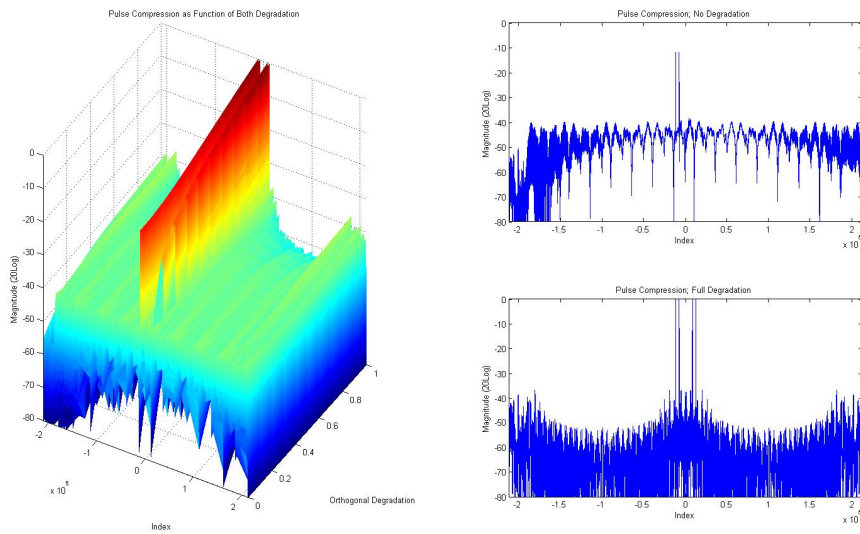 Pulse Compression as Function of Both Degradation
0
-10
-20
-30
-40
-50
-60
-70
-80
Magnitude (20Log)
-2
-1
0
1
2
x 10^5
Index
0
0.2
0.4
0.6
0.8
1
Orthogonal Degradation
Pulse Compression; No Degradation
0
-10
-20
-30
-40
-50
-60
-70
-80
Magnitude (20Log)
-2 -1.5 -1 -0.5 0 0.5 1 1.5 2
Index
x 10
Pulse Compression; Full Degradation
0
-10
-20
-30
-40
-50
-60
-70
-80
Magnitude (20Log)
-2 -1.5 -1 -0.5 0 0.5 1 1.5 2
Index
x 10